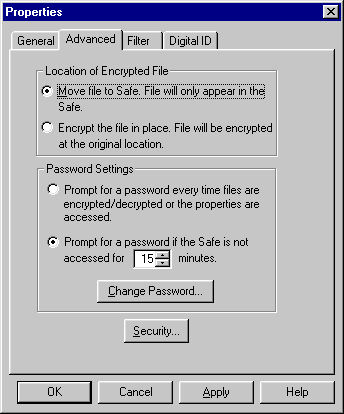 Properties
General Advanced Filter Digital ID
Location of Encrypted File
Move file to Safe. File will only appear in the
Safe.
Encrypt the file in place. File will be encrypted
at the original location.
Password Settings
Prompt for a password every time files are
encrypted/decrypted or the properties are
accessed.
Prompt for a password if the Safe is not
accessed for 15 minutes.
Change Password...
Security...
OK Cancel Apply Help